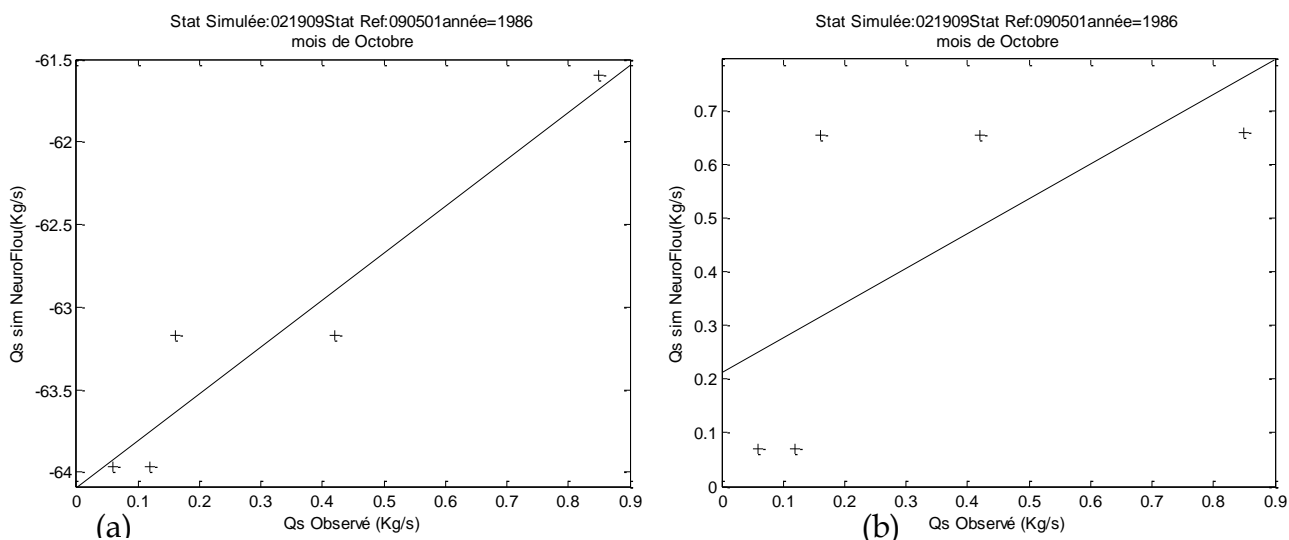 Stat Simulée:021909Stat Ref:090501année=1986
mois de Octobre
-61.5
-62
-62.5
-63
-63.5
-64
Qs sim NeuroFlou(Kg/s)
0 0.1 0.2 0.3 0.4 0.5 0.6 0.7 0.8 0.9
Qs Observé (Kg/s)
(a)
Stat Simulée:021909Stat Ref:090501année=1986
mois de Octobre
0.7
0.6
0.5
0.4
0.3
0.2
0.1
0
Qs sim NeuroFlou(Kg/s)
0 0.1 0.2 0.3 0.4 0.5 0.6 0.7 0.8 0.9
Qs Observé (Kg/s)
(b)